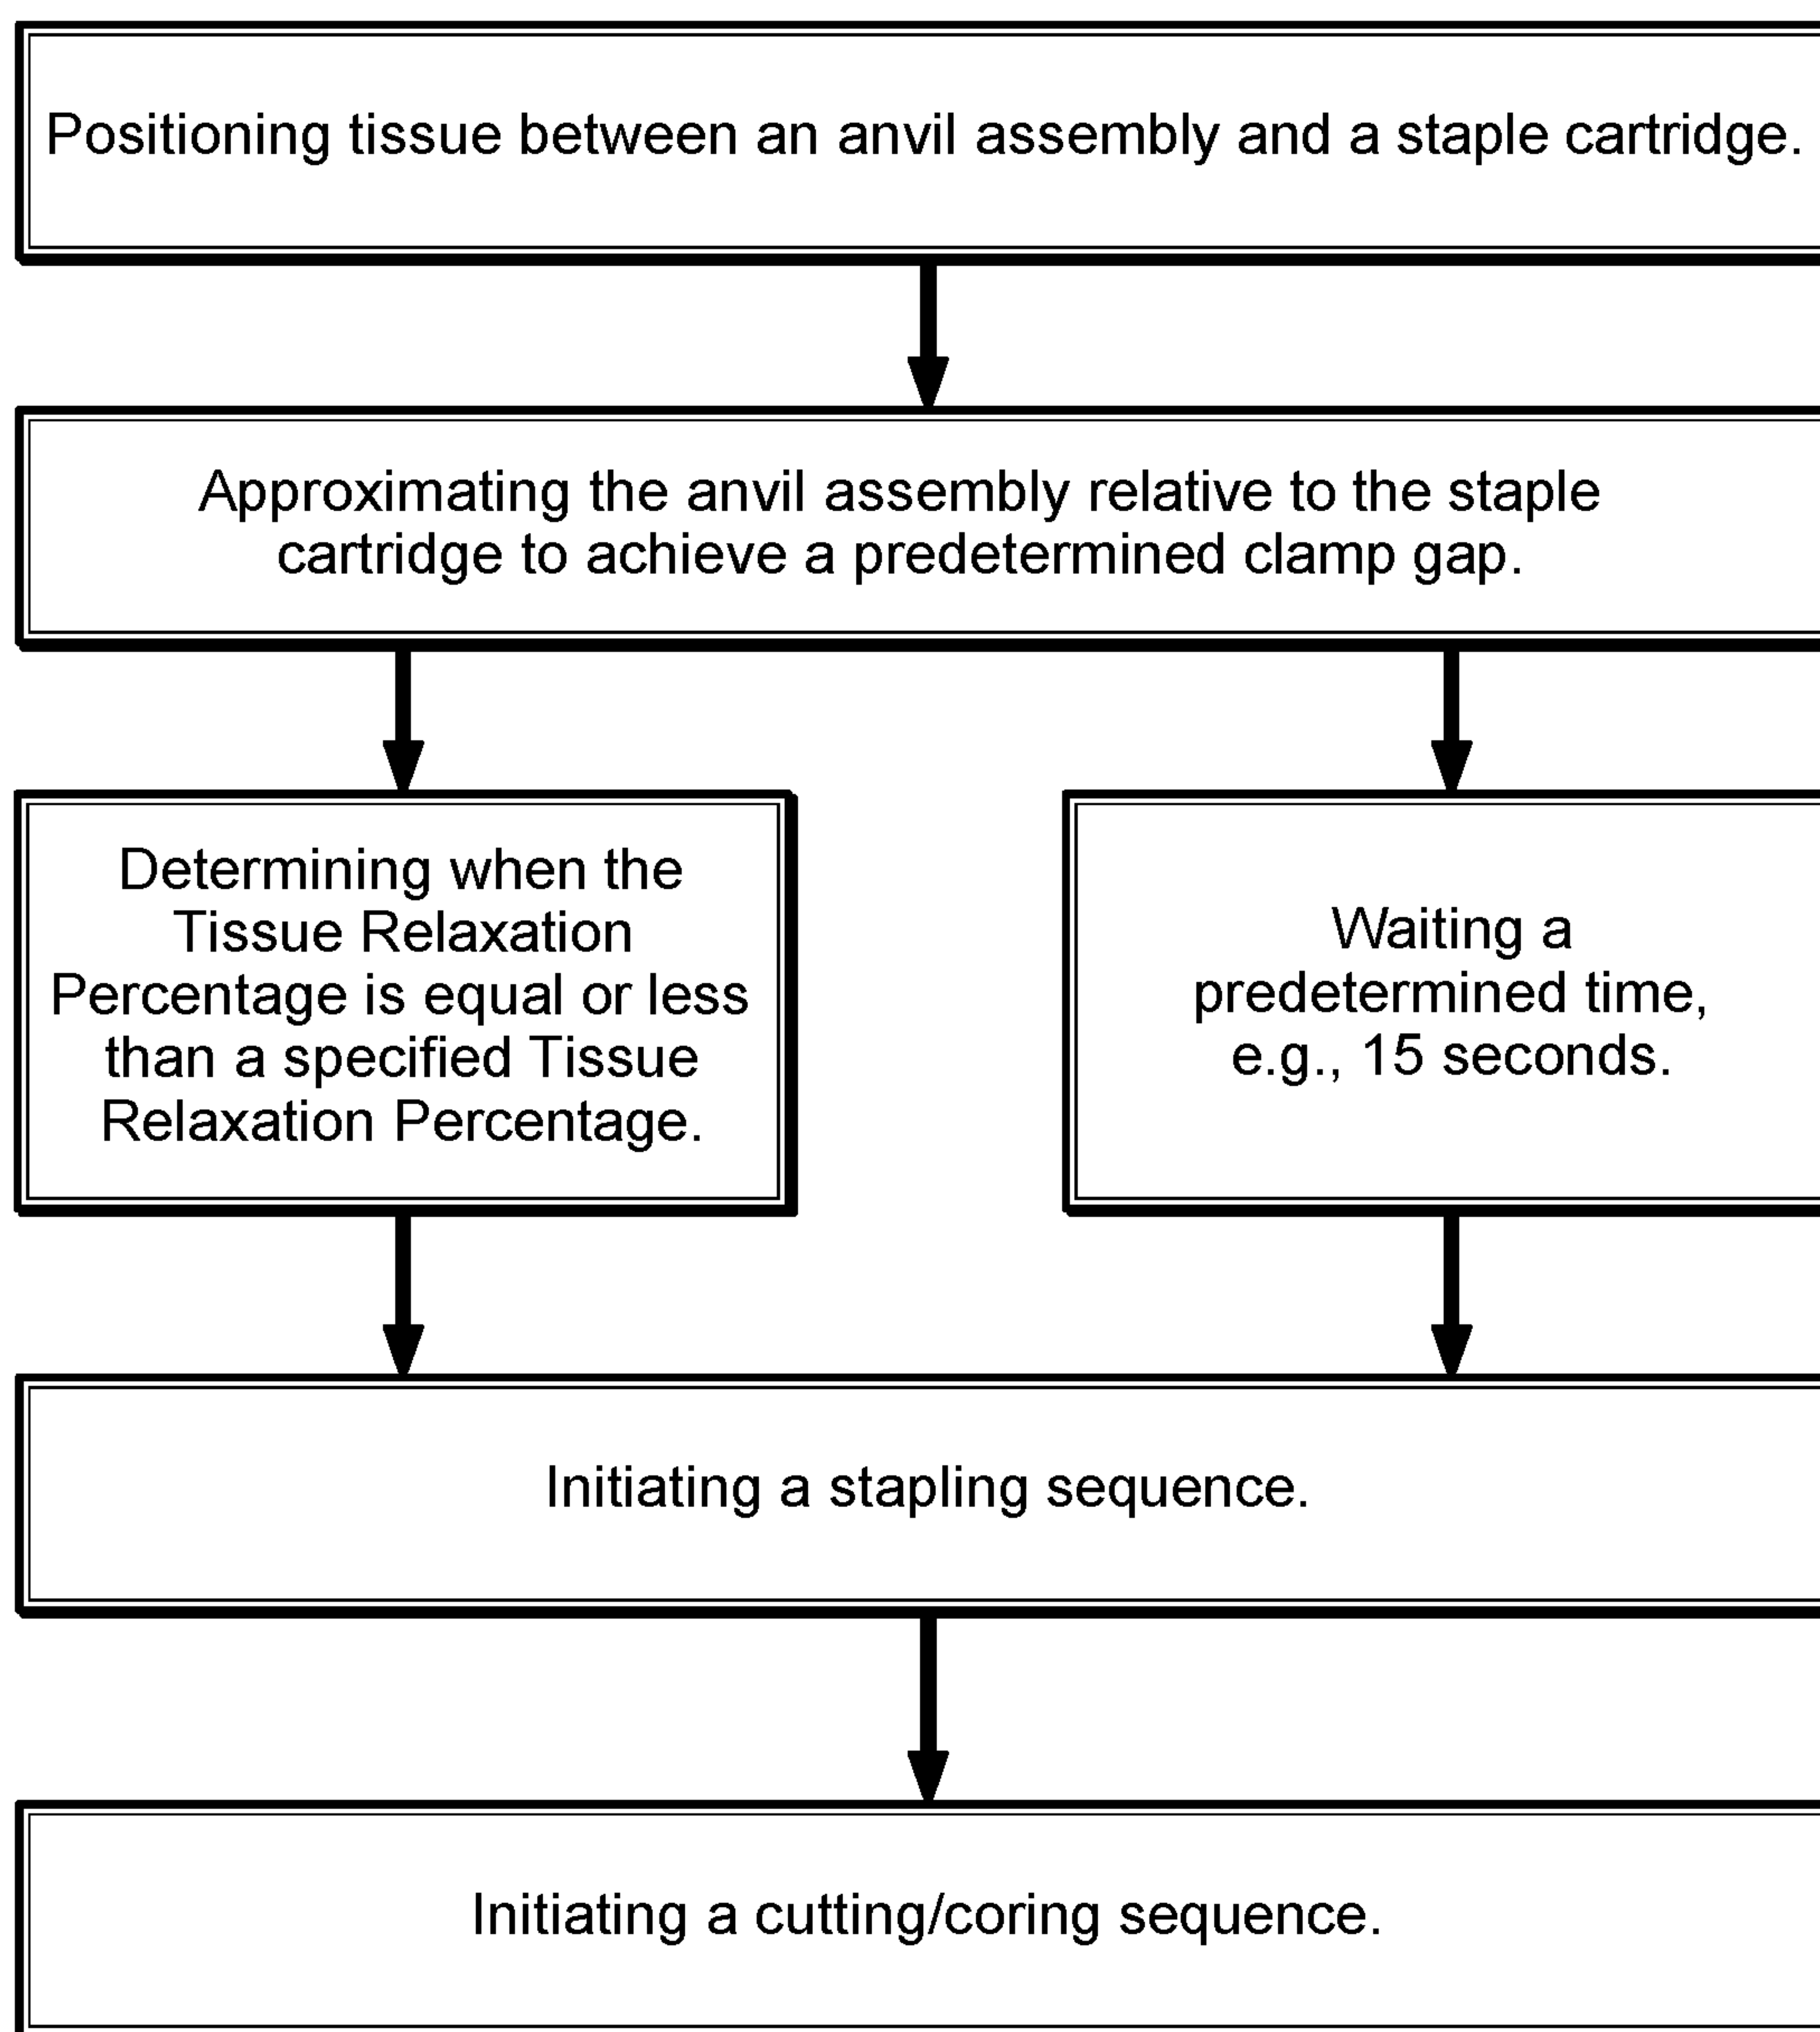 Positioning tissue between an anvil assembly and a staple cartridge.
Approximating the anvil assembly relative to the staple
cartridge to achieve a predetermined clamp gap.
Determining when the
Tissue Relaxation
Percentage is equal or less
than a specified Tissue
Relaxation Percentage.
Waiting a
predetermined time,
e.g., 15 seconds.
Initiating a stapling sequence.
Initiating a cutting/coring sequence.